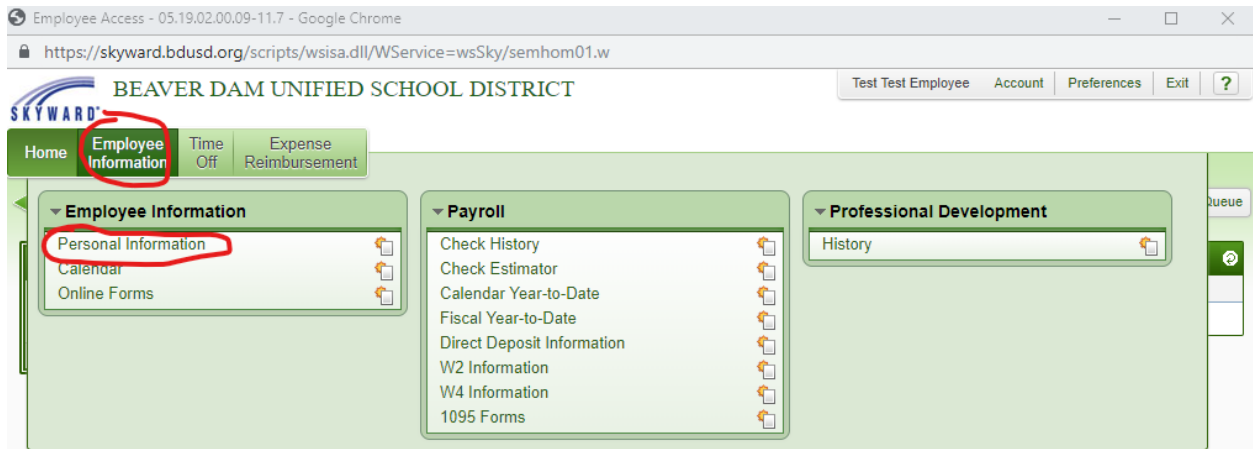 Employee Access - 05.19.02.00.09-11.7 - Google Chrome
https://skyward.bdusd.org/scripts/wsisa.dll/WService=wsSky/semhom01.w
SKYWARD
BEAVER DAM UNIFIED SCHOOL DISTRICT
Test Test Employee Account Preferences Exit ?
Home Employee Information Time Off Expense Reimbursement
Queue
Employee Information
Personal Information
Calendar
Online Forms
Payroll
Check History
Check Estimator
Calendar Year-to-Date
Fiscal Year-to-Date
Direct Deposit Information
W2 Information
W4 Information
1095 Forms
Professional Development
History